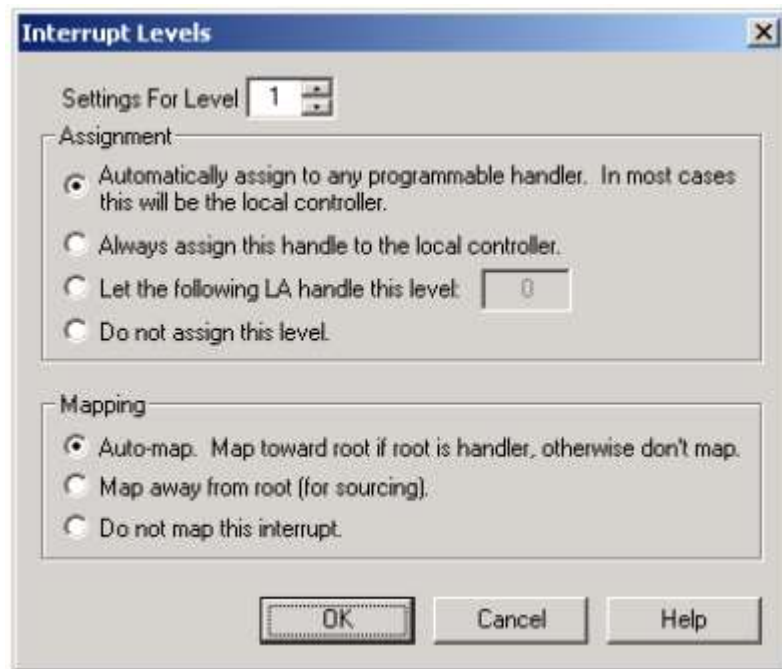 Interrupt Levels
Settings For Level 1
Assignment
Automatically assign to any programmable handler. In most cases
this will be the local controller.
Always assign this handle to the local controller.
Let the following LA handle this level: 0
Do not assign this level.
Mapping
Auto-map. Map toward root if root is handler, otherwise don't map.
Map away from root (for sourcing).
Do not map this interrupt.
OK Cancel Help